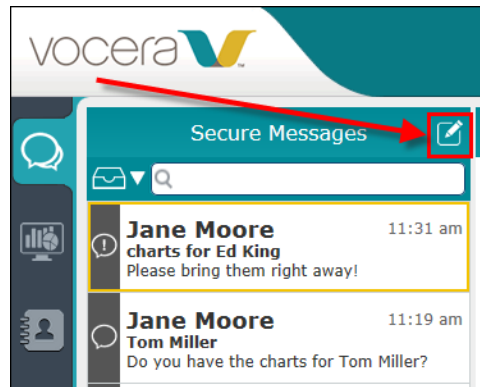 vocera
Secure Messages
Jane Moore 11:31 am
charts for Ed King
Please bring them right away!
Jane Moore 11:19 am
Tom Miller
Do you have the charts for Tom Miller?